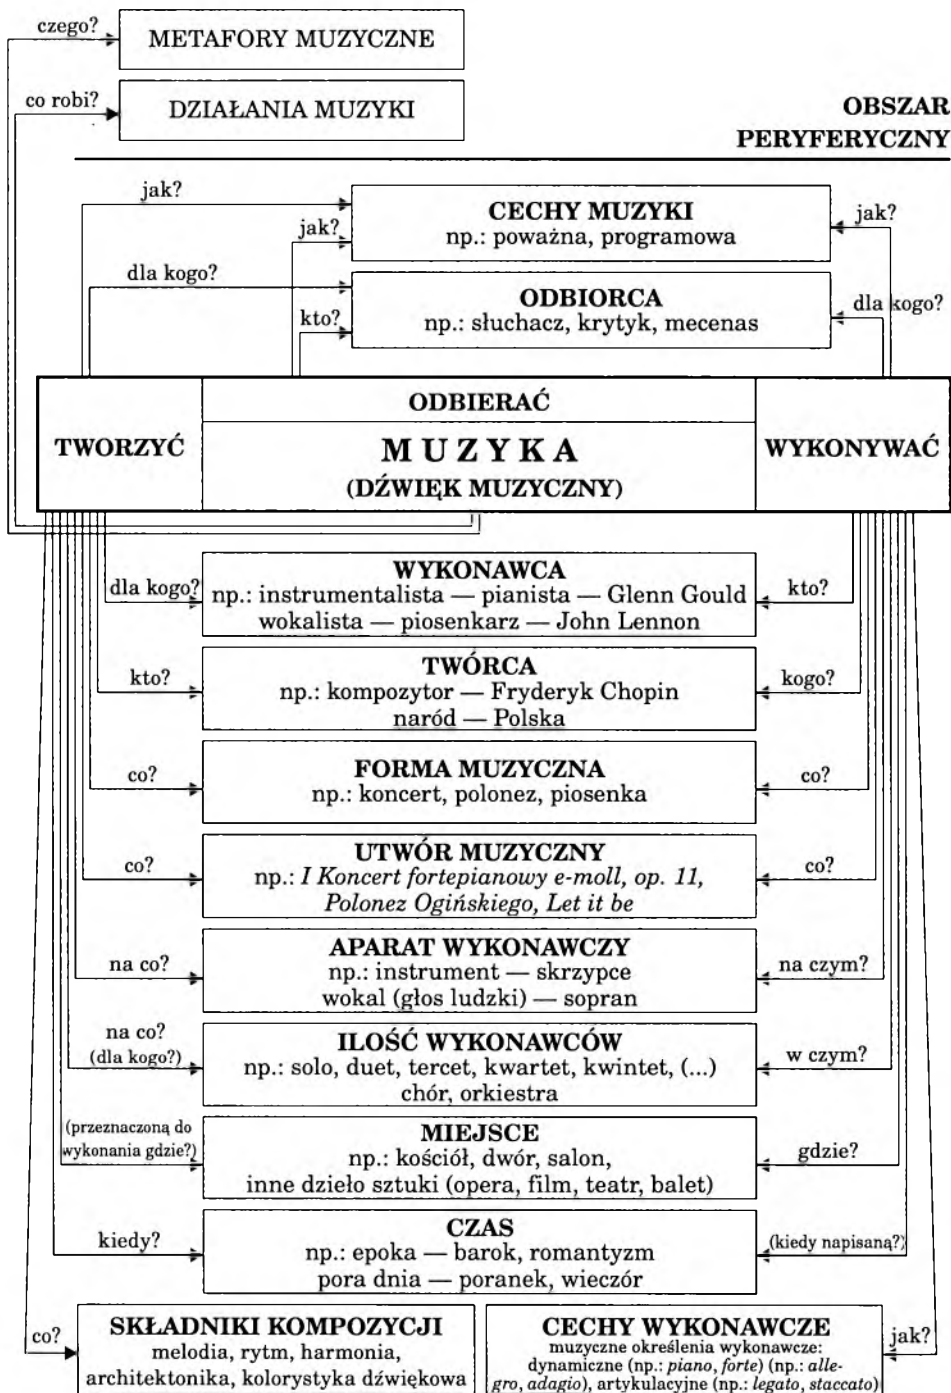 czego?
METAFORY MUZYCZNE
co robi?
DZIAŁANIA MUZYKI
OBSZAR
PERYFERYCZNY
jak?
CECHY MUZYKI
np.: poważna, programowa
jak?
jak?
dla kogo?
ODBIORCA
np.: słuchacz, krytyk, mecenas
kto?
dla kogo?
TWORZYĆ
ODBIERAĆ
MUZYKA
(DŹWIĘK MUZYCZNY)
WYKONYWAĆ
dla kogo?
WYKONAWCA
np.: instrumentalista — pianista — Glenn Gould
wokalista — piosenkarz — John Lennon
kto?
kto?
TWÓRCA
np.: kompozytor — Fryderyk Chopin
naród — Polska
kogo?
co?
FORMA MUZYCZNA
np.: koncert, polonez, piosenka
co?
co?
UTWÓR MUZYCZNY
np.: I Koncert fortepianowy e-moll, op. 11,
Polonez Ogińskiego, Let it be
co?
na co?
APARAT WYKONAWCZY
np.: instrument — skrzypce
wokal (głos ludzki) — sopran
na czym?
na co?
(dla kogo?)
ILOŚĆ WYKONAWCÓW
np.: solo, duet, tercet, kwartet, kwintet, (...)
chór, orkiestra
w czym?
(przeznaczoną do
wykonania gdzie?)
MIEJSCE
np.: kościół, dwór, salon,
inne dzieło sztuki (opera, film, teatr, balet)
gdzie?
kiedy?
CZAS
np.: epoka — barok, romantyzm
pora dnia — poranek, wieczór
(kiedy napisaną?)
co?
SKŁADNIKI KOMPOZYCJI
melodia, rytm, harmonia,
architektonika, kolorystyka dźwiękowa
CECHY WYKONAWCZE
muzyczne określenia wykonawcze:
dynamiczne (np.: piano, forte) (np.: alle-
gro, adagio), artykulacyjne (np.: legato, staccato)
jak?